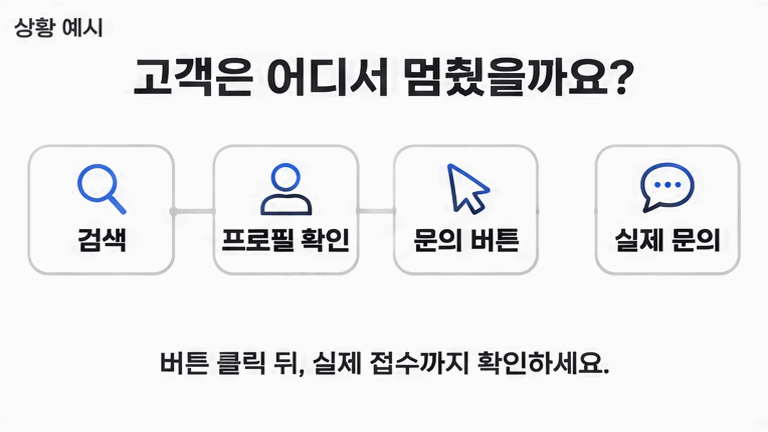 상황 예시
고객은 어디서 멈췄을까요?
검색
프로필 확인
문의 버튼
실제 문의
버튼 클릭 뒤, 실제 접수까지 확인하세요.